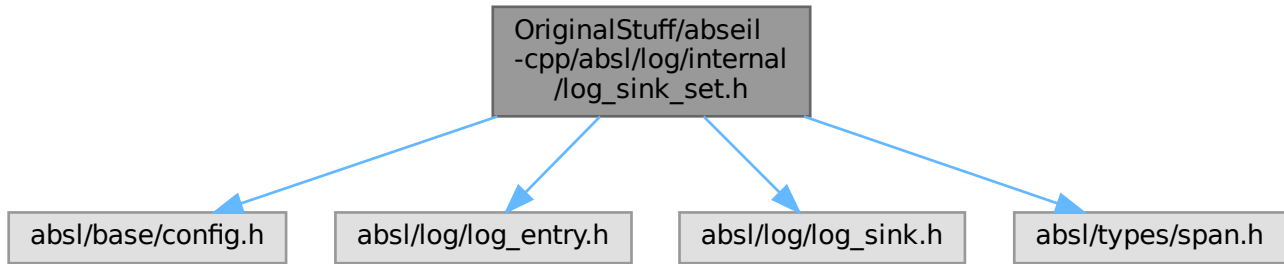 OriginalStuff/abseil
-cpp/absl/log/internal
/log_sink_set.h
absl/base/config.h
absl/log/log_entry.h
absl/log/log_sink.h
absl/types/span.h